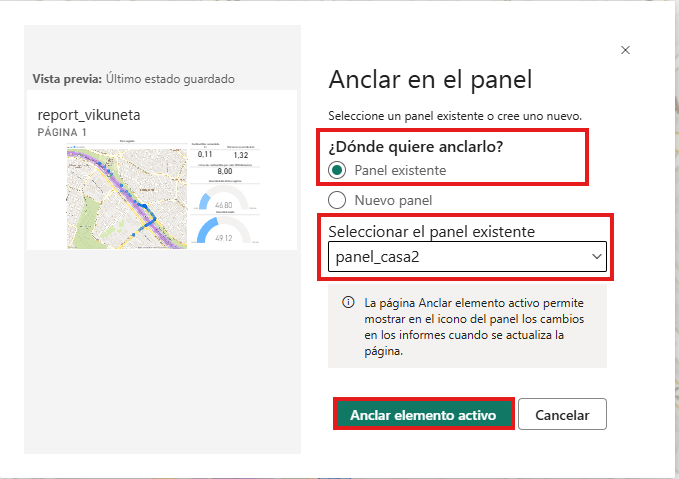 Vista previa: Último estado guardado
report_vikuneta
PÁGINA 1
0,11
1,32
8,00
46.80
49.12
Anclar en el panel
Seleccione un panel existente o cree uno nuevo.
¿Dónde quiere anclarlo?
Panel existente
Nuevo panel
Seleccionar el panel existente
panel_casa2
La página Anclar elemento activo permite
mostrar en el icono del panel los cambios
en los informes cuando se actualiza la
página.
Anclar elemento activo
Cancelar